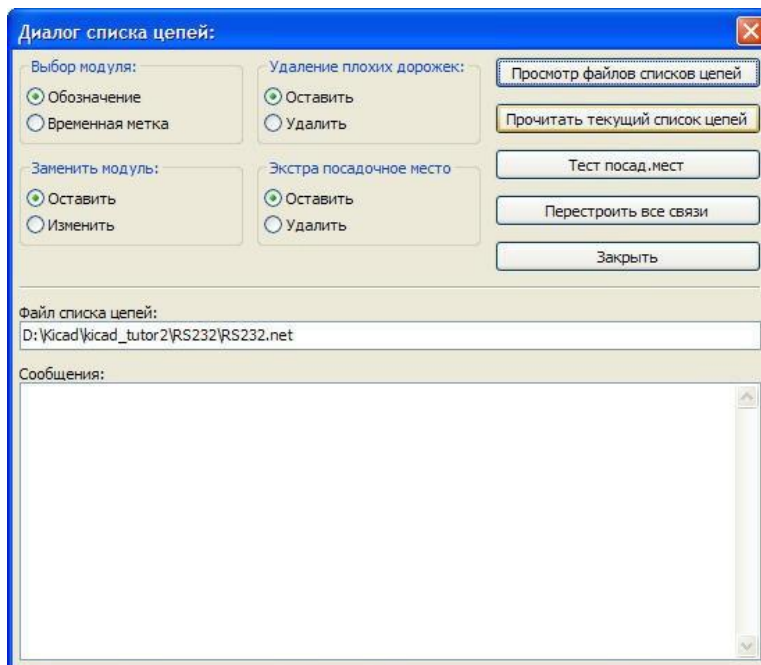 Диалог списка цепей:
Выбор модуля:
Обозначение
Временная метка
Удаление плохих дорожек:
Оставить
Удалить
Просмотр файлов списков цепей
Прочитать текущий список цепей
Заменить модуль:
Оставить
Изменить
Экстра посадочное место
Оставить
Удалить
Тест посад.мест
Перестроить все связи
Закрыть
Файл списка цепей:
D:\Kicad\kicad_tutor2\RS232\RS232.net
Сообщения: